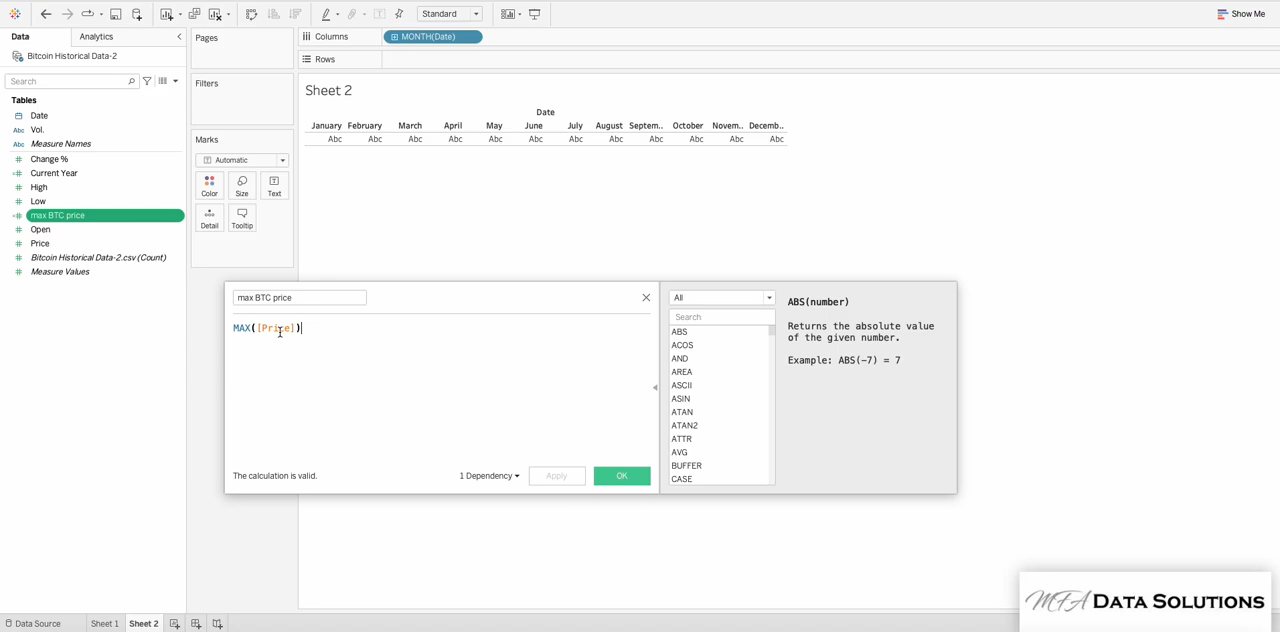 Standard
Show Me
Data
Analytics
Pages
Columns
MONTH(Date)
Bitcoin Historical Data-2
Rows
Search
Filters
Sheet 2
Tables
Date
Date
January February March April May June July August Septem.. October Novem.. Decemb..
Abc Vol.
Abc Abc Abc Abc Abc Abc Abc Abc Abc Abc Abc Abc
Abc Measure Names
Marks
# Change %
Automatic
=# Current Year
# High
Color Size Text
# Low
=# max BTC price
# Open
Detail Tooltip
# Price
# Bitcoin Historical Data-2.csv (Count)
# Measure Values
max BTC price
MAX([Price])
The calculation is valid.
1 Dependency
Apply
OK
All
Search
ABS
ACOS
AND
AREA
ASCII
ASIN
ATAN
ATAN2
ATTR
AVG
BUFFER
CASE
ABS(number)
Returns the absolute value
of the given number.
Example: ABS(-7) = 7
MFA DATA SOLUTIONS
Data Source
Sheet 1
Sheet 2